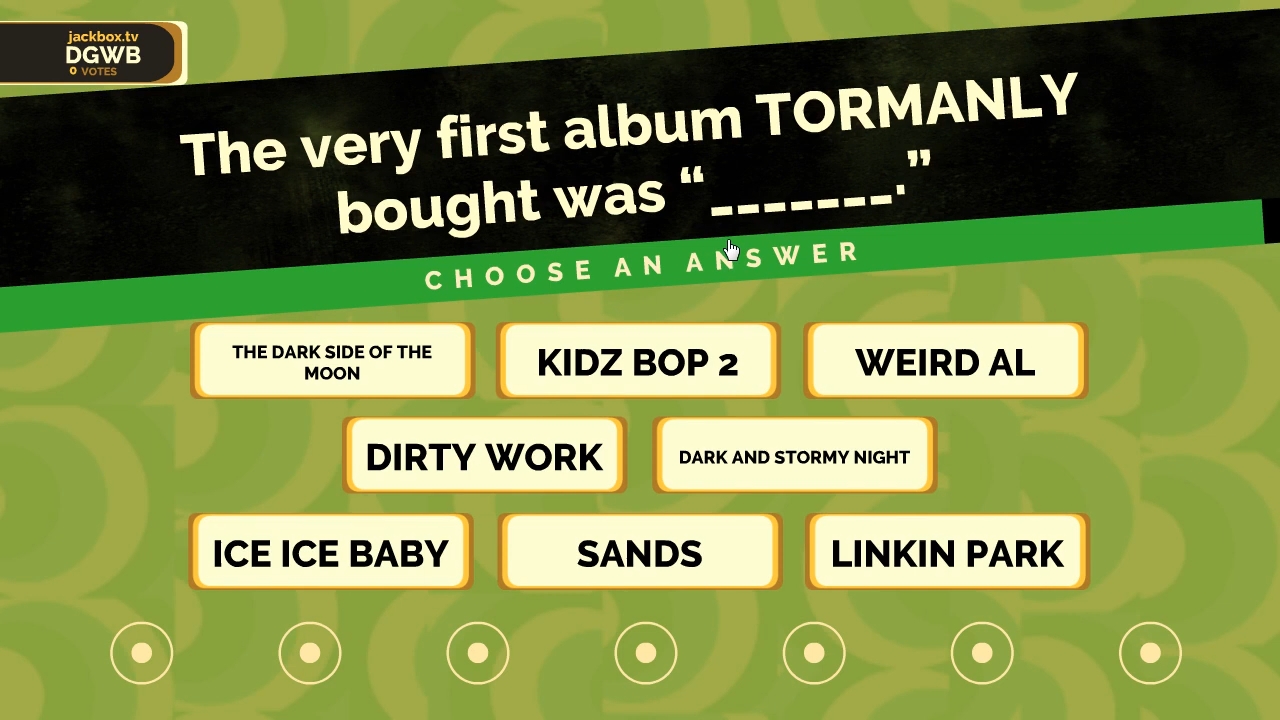 jackbox.tv
DGWB
0 VOTES
The very first album TORMANLY
bought was “_______.”
CHOOSE AN ANSWER
THE DARK SIDE OF THE
MOON
KIDZ BOP 2
WEIRD AL
DIRTY WORK
DARK AND STORMY NIGHT
ICE ICE BABY
SANDS
LINKIN PARK